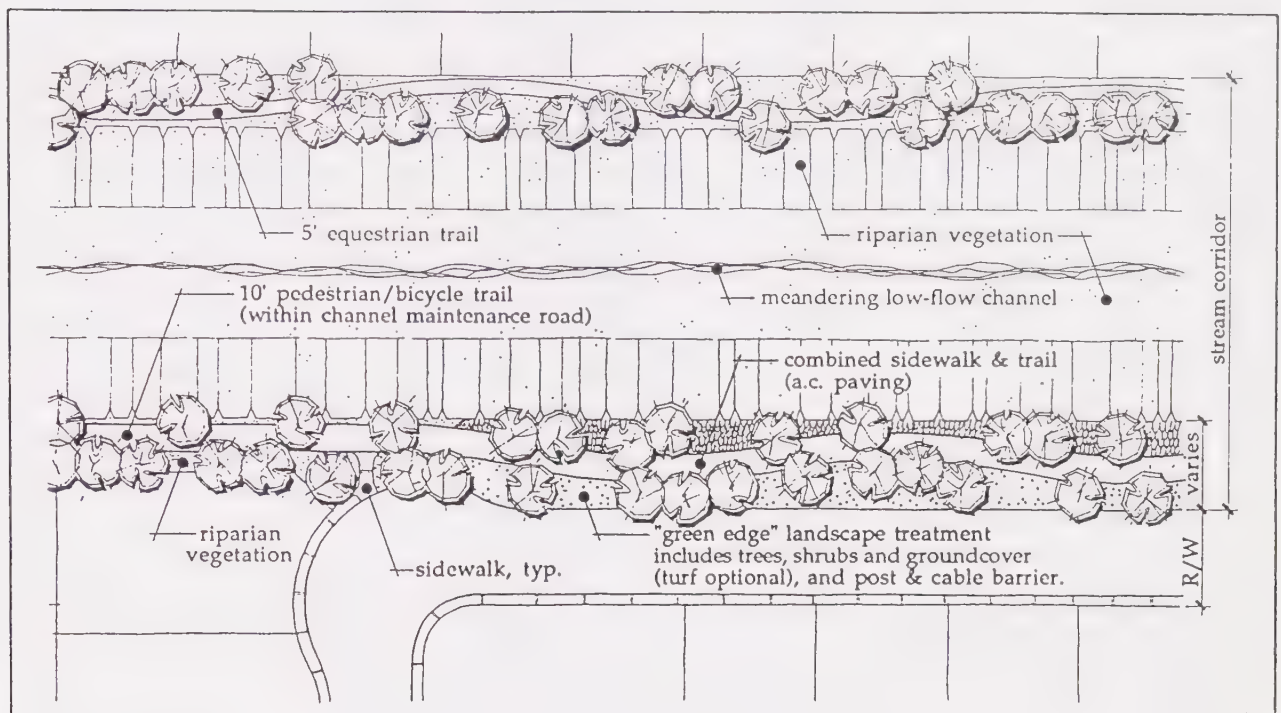 5' equestrian trail
riparian vegetation
meandering low-flow channel
10' pedestrian/bicycle trail
(within channel maintenance road)
combined sidewalk & trail
(a.c. paving)
stream corridor
varies
R/W
riparian
vegetation
sidewalk, typ.
"green edge" landscape treatment
includes trees, shrubs and groundcover
(turf optional), and post & cable barrier.